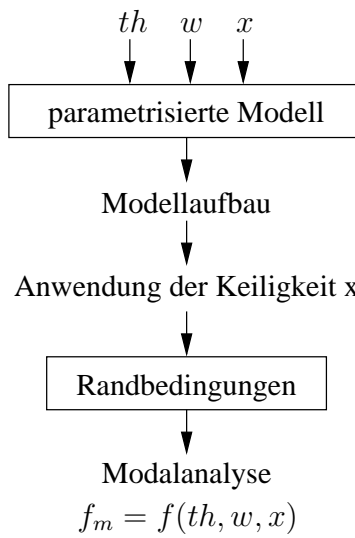 th w x
parametrisierte Modell
Modellaufbau
Anwendung der Keiligkeit x
Randbedingungen
Modalanalyse
f_m = f(th, w, x)